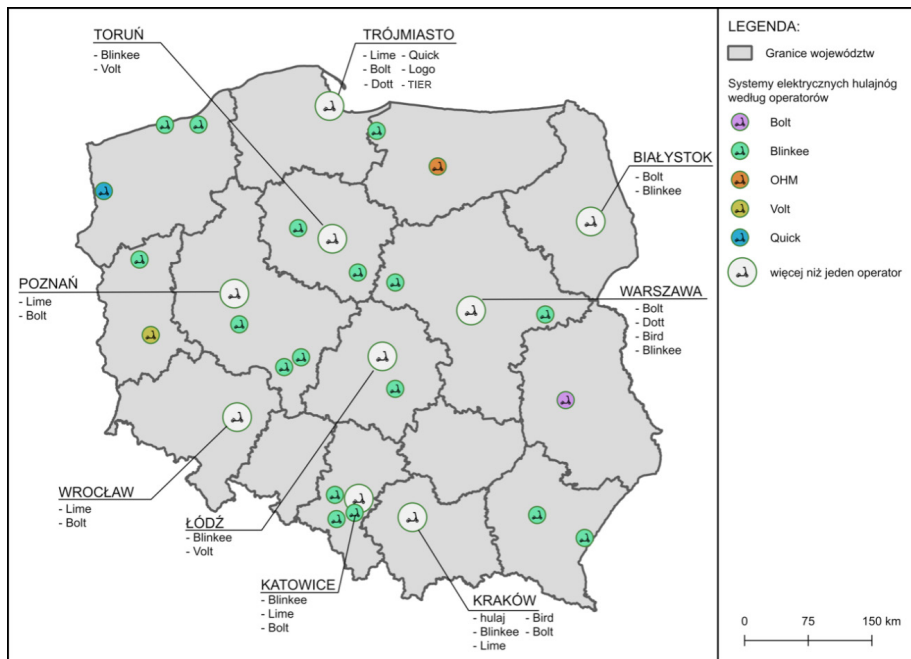 TORUŃ
- Blinkee
- Volt
TRÓJMIASTO
- Lime - Quick
- Bolt - Logo
- Dott - TIER
BIAŁYSTOK
- Bolt
- Blinkee
POZNAŃ
- Lime
- Bolt
WARSZAWA
- Bolt
- Dott
- Bird
- Blinkee
WROCŁAW
- Lime
- Bolt
ŁÓDŹ
- Blinkee
- Volt
KATOWICE
- Blinkee
- Lime
- Bolt
KRAKÓW
- hulaj - Bird
- Blinkee - Bolt
- Lime
LEGENDA:
Granice województw
Systemy elektrycznych hulajnóg
według operatorów
Bolt
Blinkee
OHM
Volt
Quick
więcej niż jeden operator
0 75 150 km